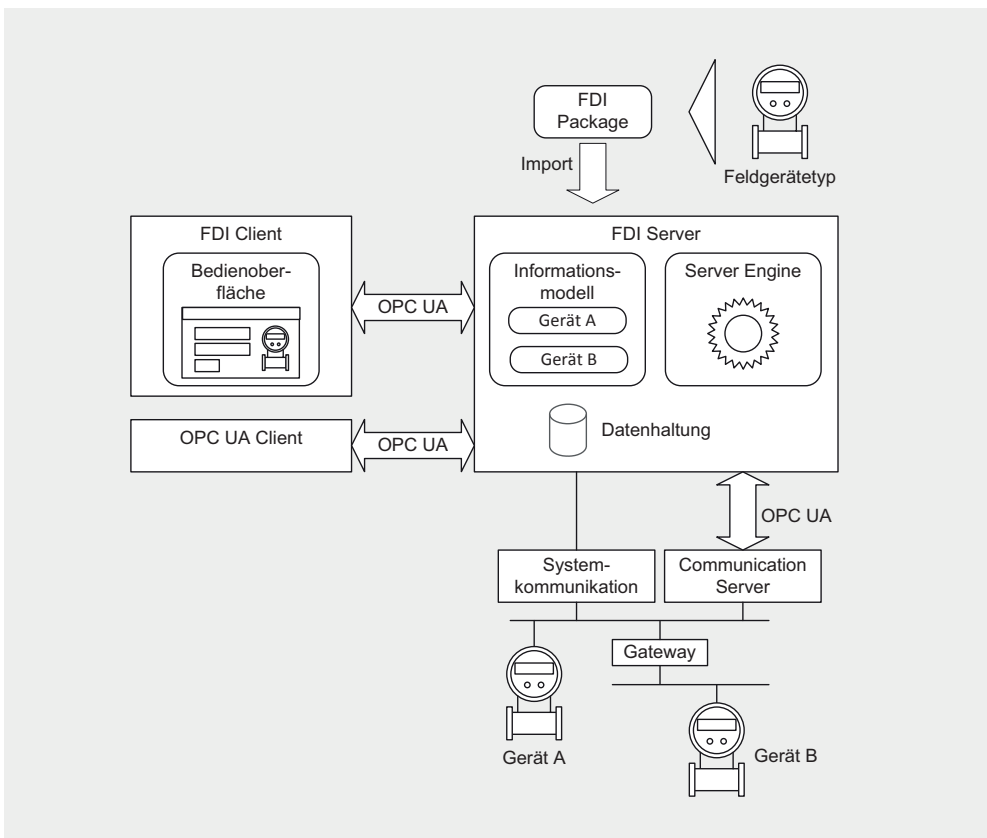 FDI
Package
Import
Feldgerätetyp
FDI Client
Bedienober-
fläche
OPC UA
FDI Server
Informations-
modell
Gerät A
Gerät B
Server Engine
Datenhaltung
OPC UA Client
OPC UA
OPC UA
System-
kommunikation
Communication
Server
Gateway
Gerät A
Gerät B